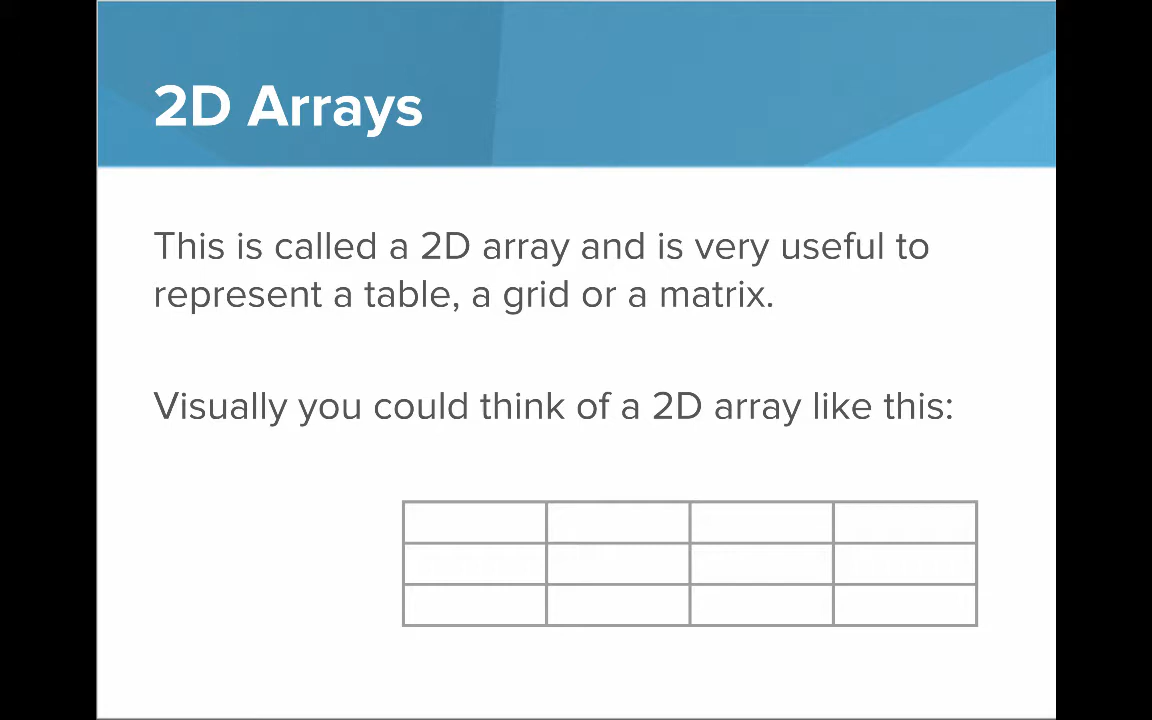 2D Arrays
This is called a 2D array and is very useful to
represent a table, a grid or a matrix.
Visually you could think of a 2D array like this: